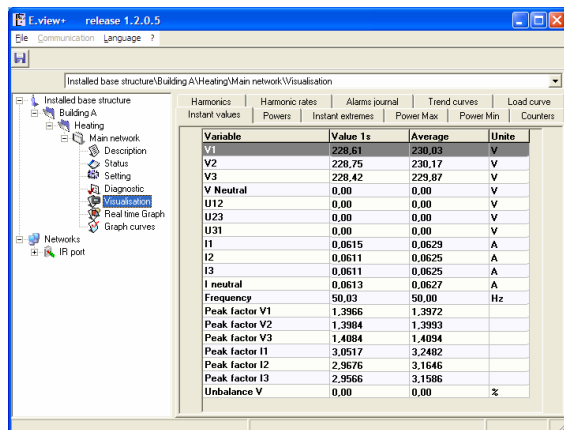 E.view+ release 1.2.0.5
File Communication Language ?
Installed base structure\Building A\Heating\Main network\Visualisation
Installed base structure
Building A
Heating
Main network
Description
Status
Setting
Diagnostic
Visualisation
Real time Graph
Graph curves
Networks
IR port
Harmonics Harmonic rates Alarms journal Trend curves Load curve
Instant values Powers Instant extremes Power Max Power Min Counters
Variable Value 1s Average Unite
V1 228,61 230,03 V
V2 228,75 230,17 V
V3 228,42 229,87 V
V Neutral 0,00 0,00 V
U12 0,00 0,00 V
U23 0,00 0,00 V
U31 0,00 0,00 V
I1 0,0615 0,0629 A
I2 0,0611 0,0625 A
I3 0,0611 0,0625 A
I neutral 0,0613 0,0627 A
Frequency 50,03 50,00 Hz
Peak factor V1 1,3966 1,3972
Peak factor V2 1,3984 1,3993
Peak factor V3 1,4084 1,4094
Peak factor I1 3,0517 3,2482
Peak factor I2 2,9676 3,1646
Peak factor I3 2,9566 3,1586
Unbalance V 0,00 0,00 %